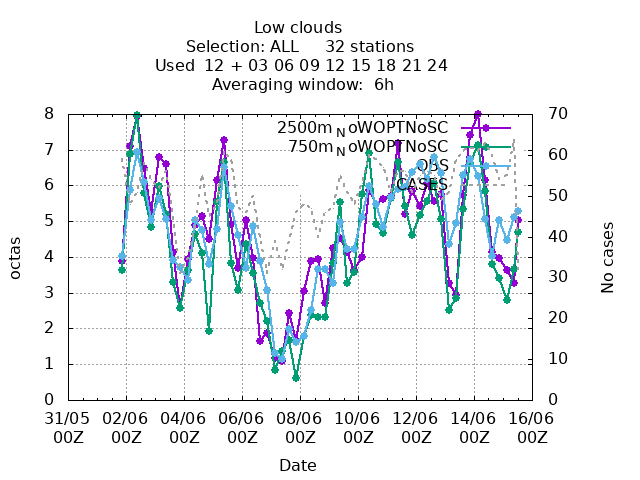 Low clouds
Selection: ALL 32 stations
Used 12 + 03 06 09 12 15 18 21 24
Averaging window: 6h
8 70
7 60
6 50
5 40
4 30
3 20
2 10
1 0
0
2500m NoWOPTNoSC
750m NoWOPTNoSC
OBS
CASES
octas
No cases
31/05 02/06 04/06 06/06 08/06 10/06 12/06 14/06 16/06
00Z 00Z 00Z 00Z 00Z 00Z 00Z 00Z 00Z
Date